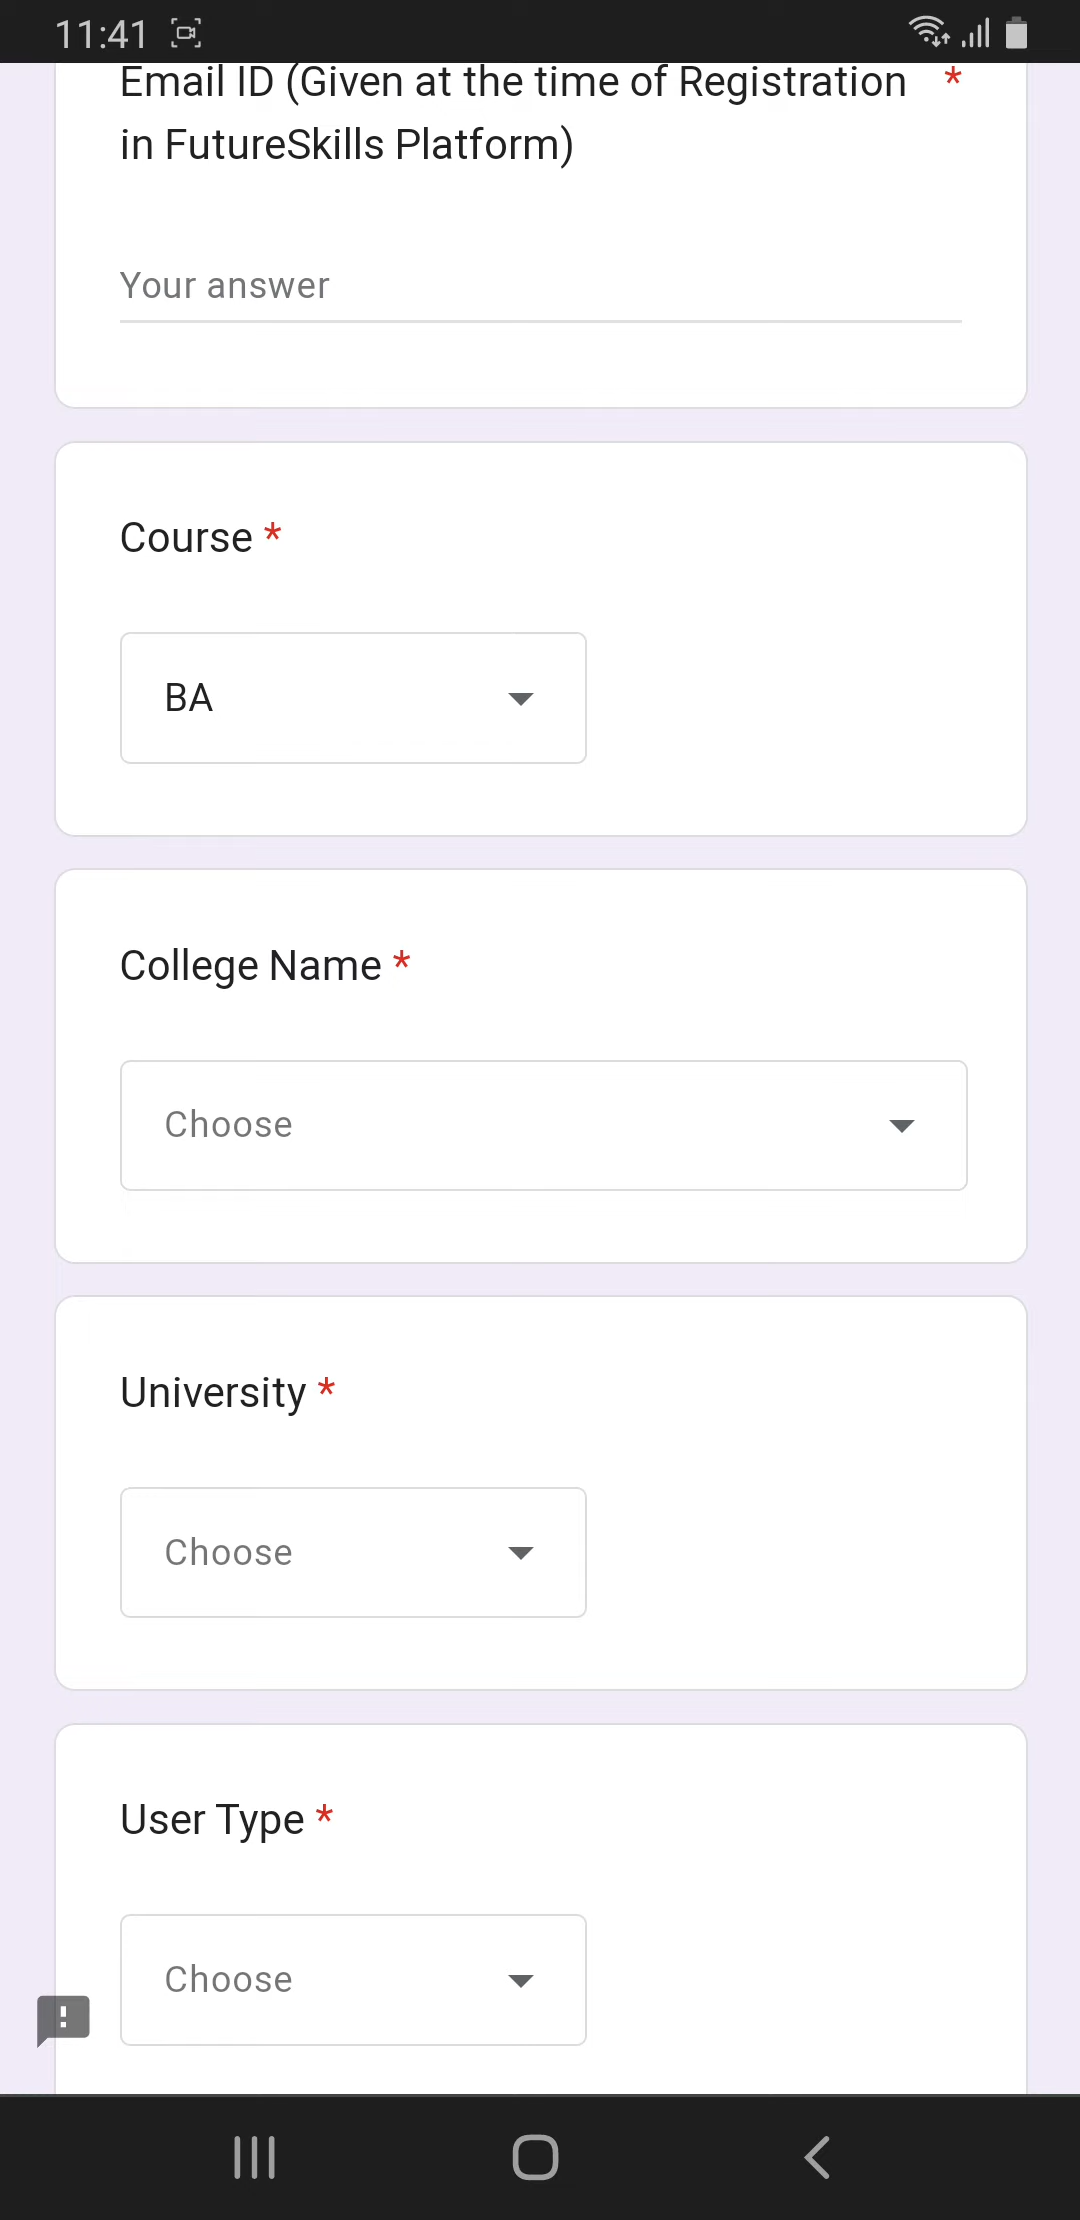 11:41
Email ID (Given at the time of Registration *
in FutureSkills Platform)
Your answer
Course *
BA
College Name *
Choose
University *
Choose
User Type *
Choose